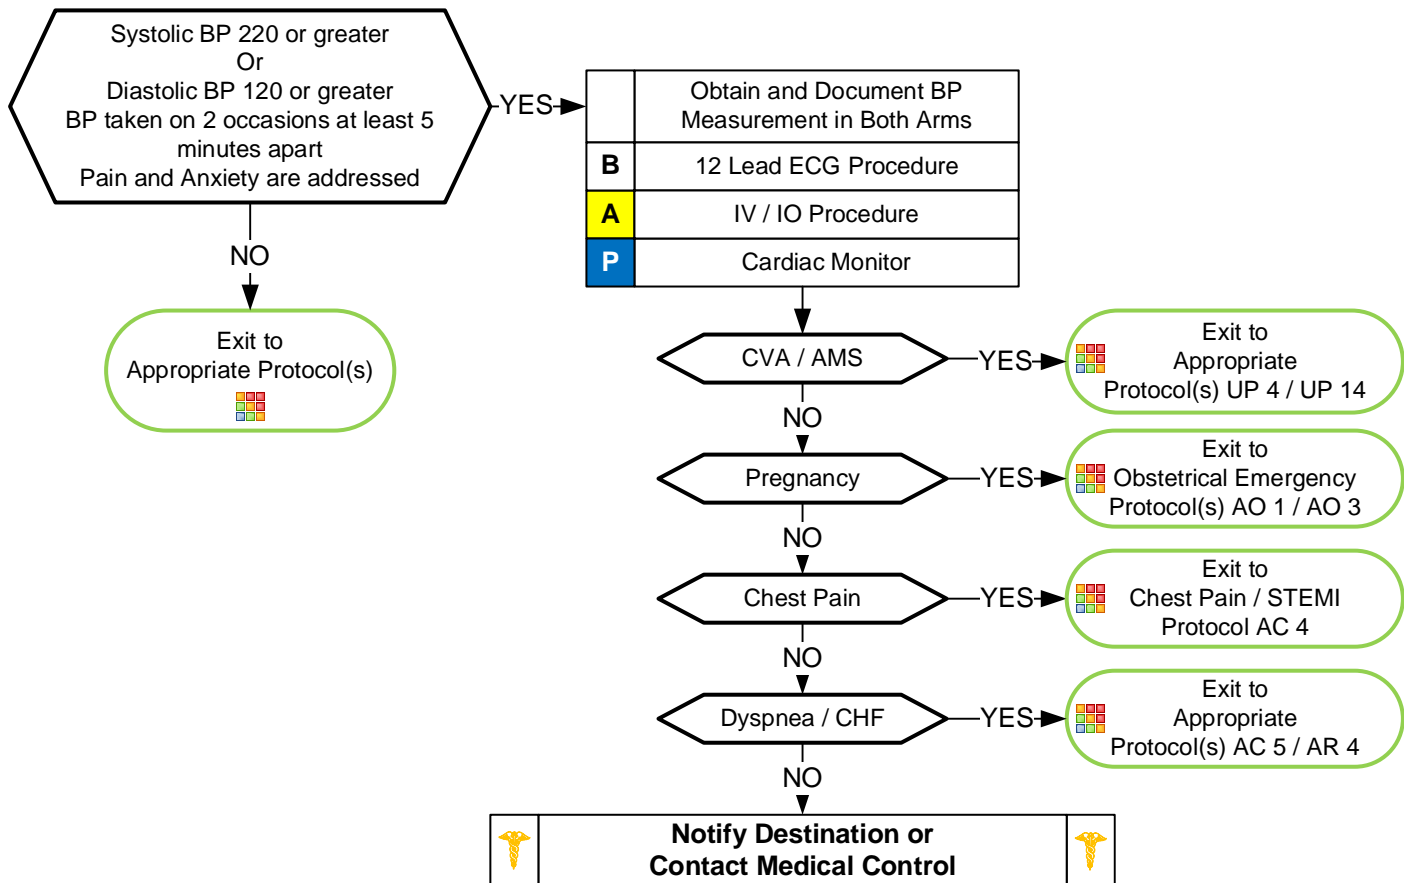 Systolic BP 220 or greater
Or
Diastolic BP 120 or greater
BP taken on 2 occasions at least 5
minutes apart
Pain and Anxiety are addressed
YES
NO
Exit to
Appropriate Protocol(s)
Obtain and Document BP
Measurement in Both Arms
B 12 Lead ECG Procedure
A IV / IO Procedure
P Cardiac Monitor
CVA / AMS
YES
Exit to
Appropriate
Protocol(s) UP 4 / UP 14
NO
Pregnancy
YES
Exit to
Obstetrical Emergency
Protocol(s) AO 1 / AO 3
NO
Chest Pain
YES
Exit to
Chest Pain / STEMI
Protocol AC 4
NO
Dyspnea / CHF
YES
Exit to
Appropriate
Protocol(s) AC 5 / AR 4
NO
Notify Destination or
Contact Medical Control